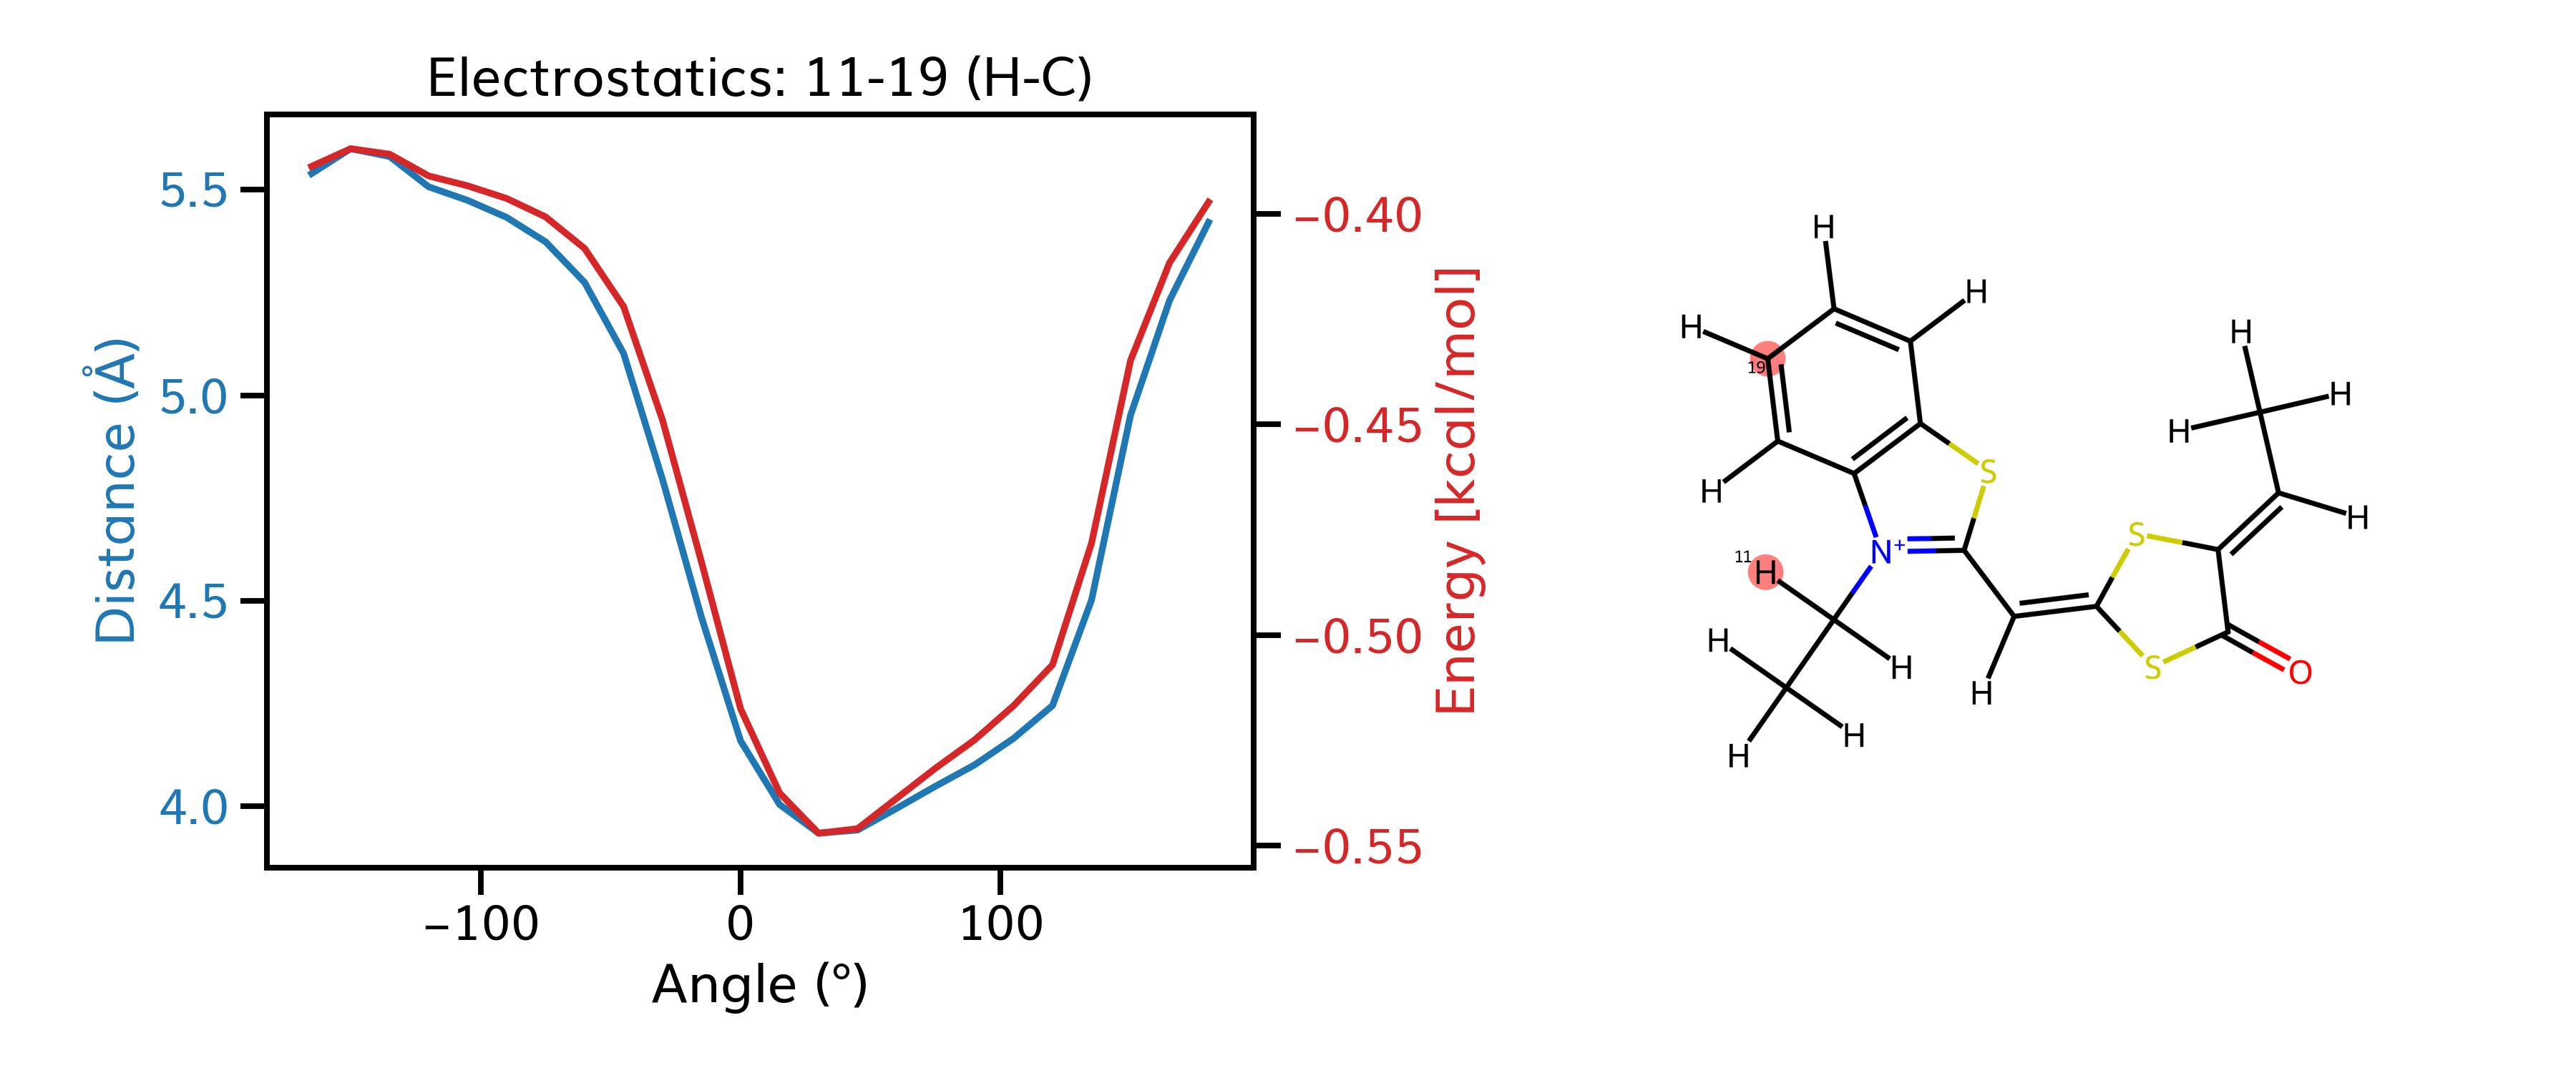 Electrostatics: 11-19 (H-C)
Distance (Å)
5.5
5.0
4.5
4.0
−100
0
100
Angle (°)
−0.40
−0.45
−0.50
−0.55
Energy [kcal/mol]
H
H
H
H
19
H
H
H
S
H
H
S
11
H
N+
H
H
H
S
O
H
H
H